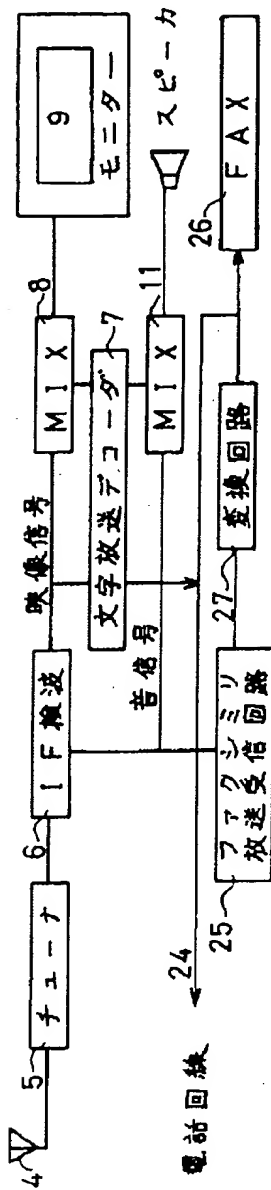 4
5
チューナ
6
IF検波
映像信号
8
MIX
9
モニター
7
文字放送デコーダ
音信号
11
MIX
スピーカ
24
電話回線
25
ファクシミリ
放送受信回路
27
変換回路
26
FAX